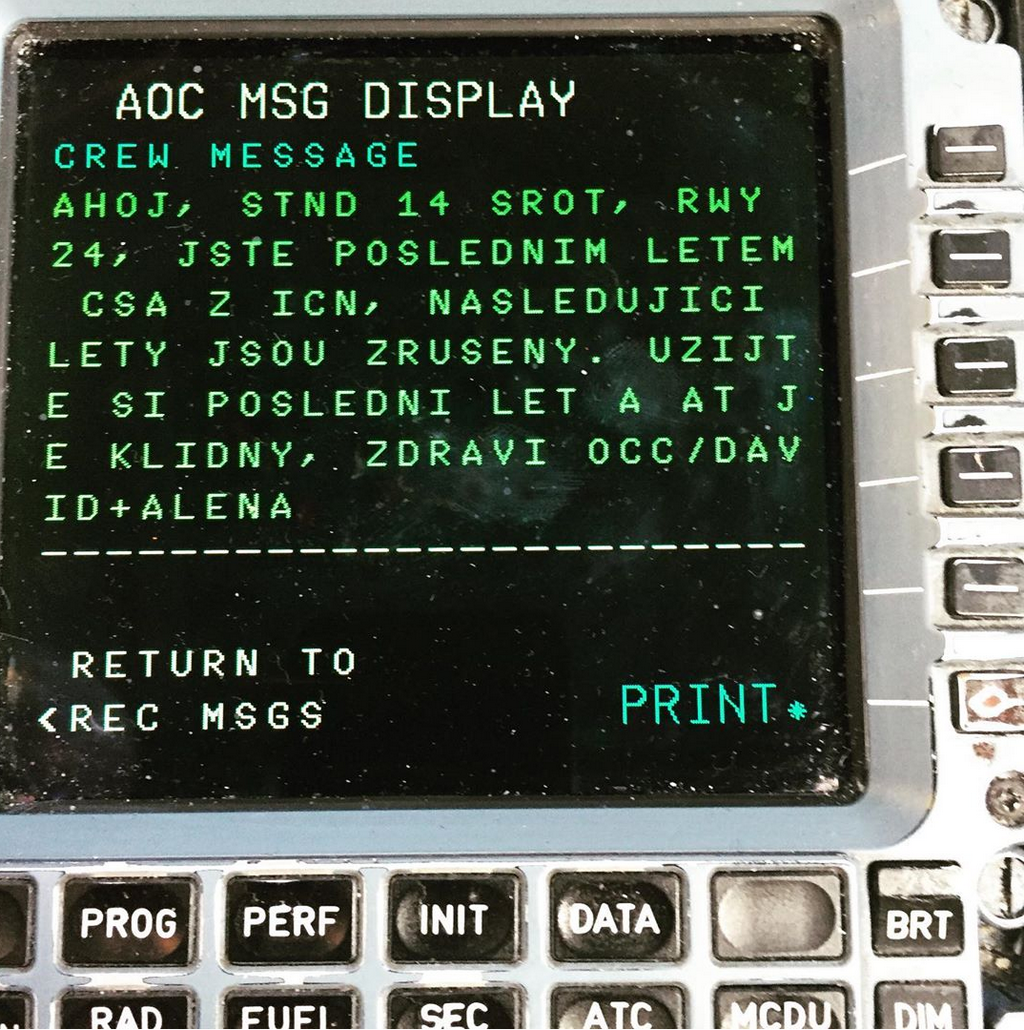 AOC MSG DISPLAY
CREW MESSAGE
AHOJ, STND 14 SROT, RWY
24, JSTE POSLEDNIM LETEM
CSA Z ICN, NASLEDUJICI
LETY JSOU ZRUSENY. UZIJT
E SI POSLEDNI LET A AT J
E KLIDNY, ZDRAVI OCC/DAV
ID+ALENA
------------------------
RETURN TO
<REC MSGS PRINT*
PROG PERF INIT DATA BRT
RAD FUEL SEC ATC MCDU DIM